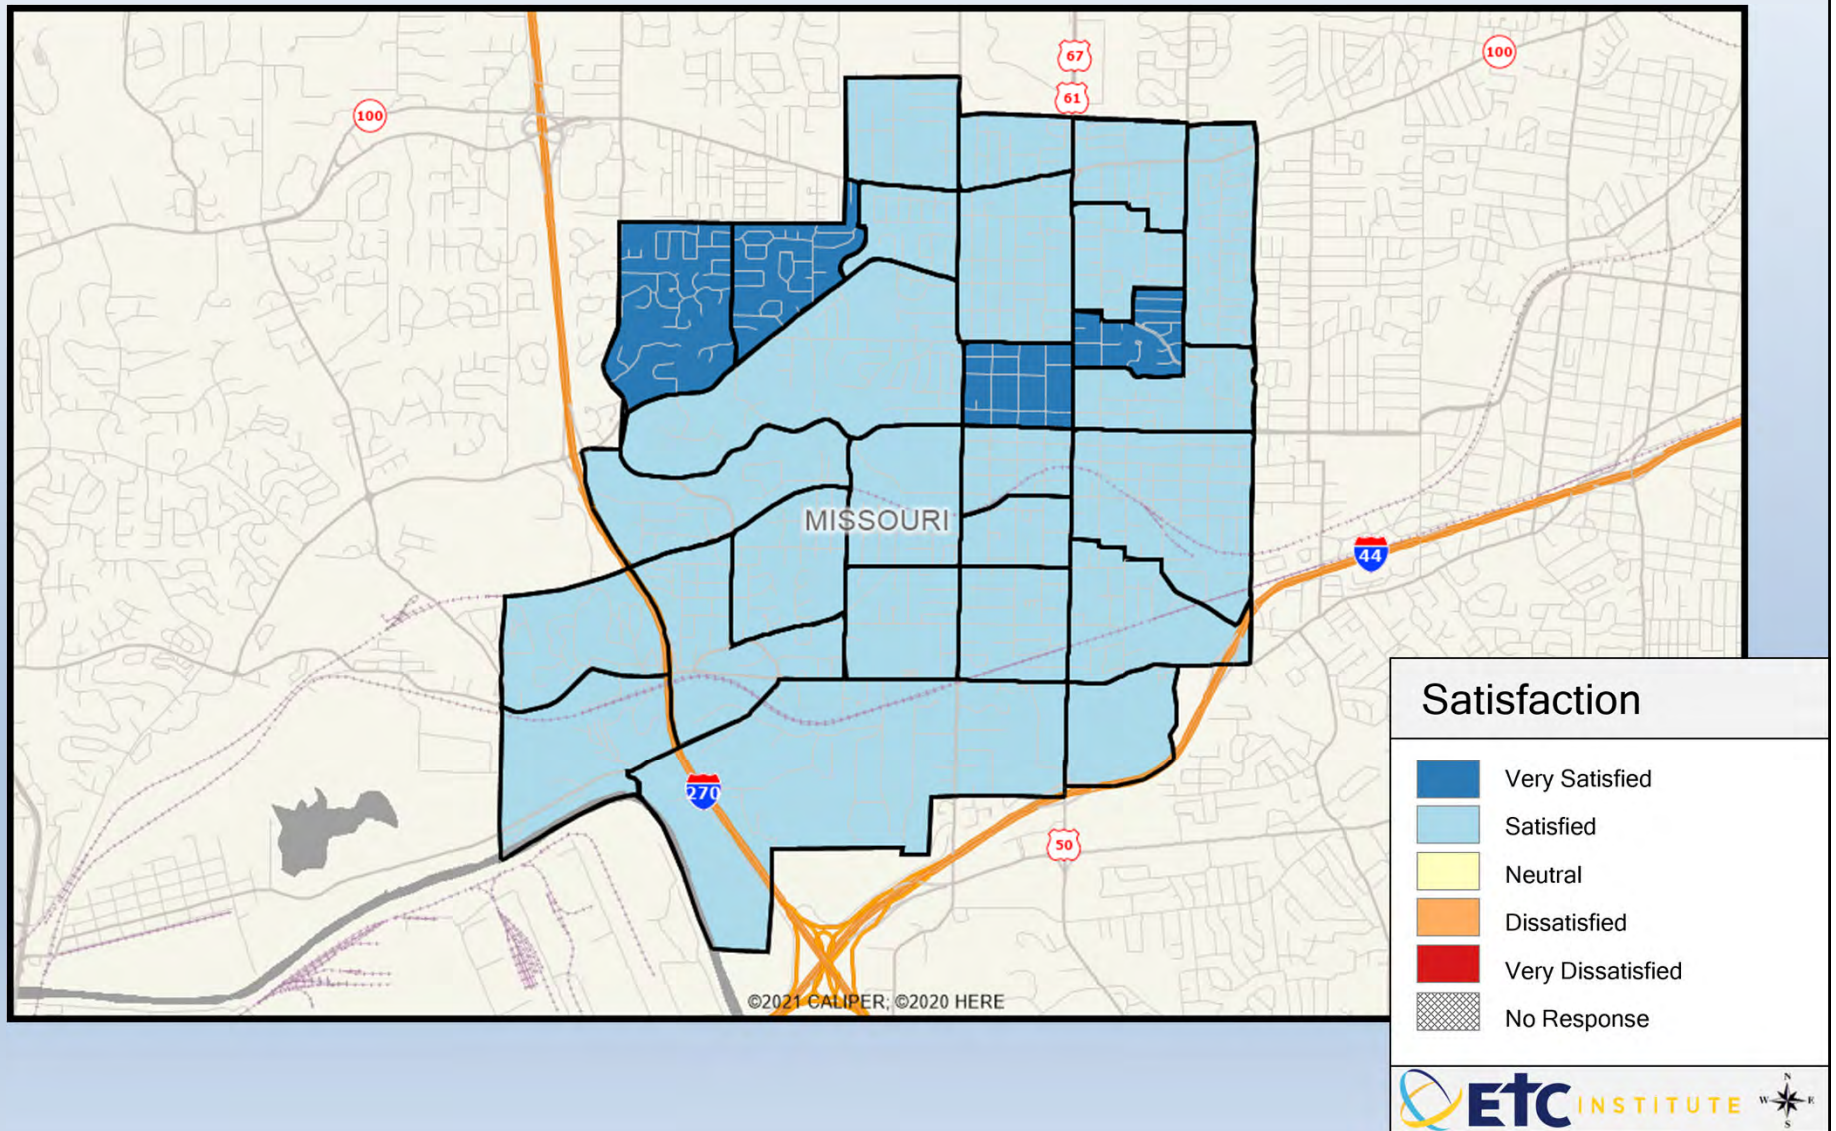 67
100
61
100
MISSOURI
44
270
50
©2021 CALIPER; ©2020 HERE
Satisfaction
Very Satisfied
Satisfied
Neutral
Dissatisfied
Very Dissatisfied
No Response
ETC INSTITUTE
N
W E
S